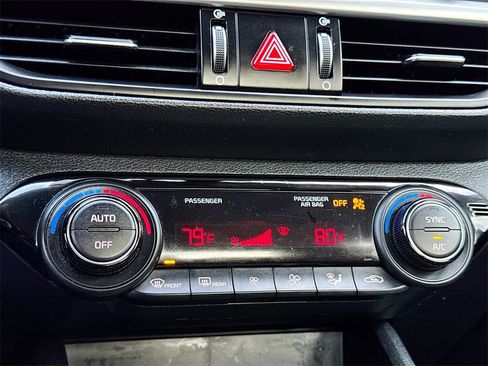 PASSENGER
PASSENGER AIR BAG OFF
AUTO
OFF
79°F
80°F
SYNC
A/C
FRONT
REAR